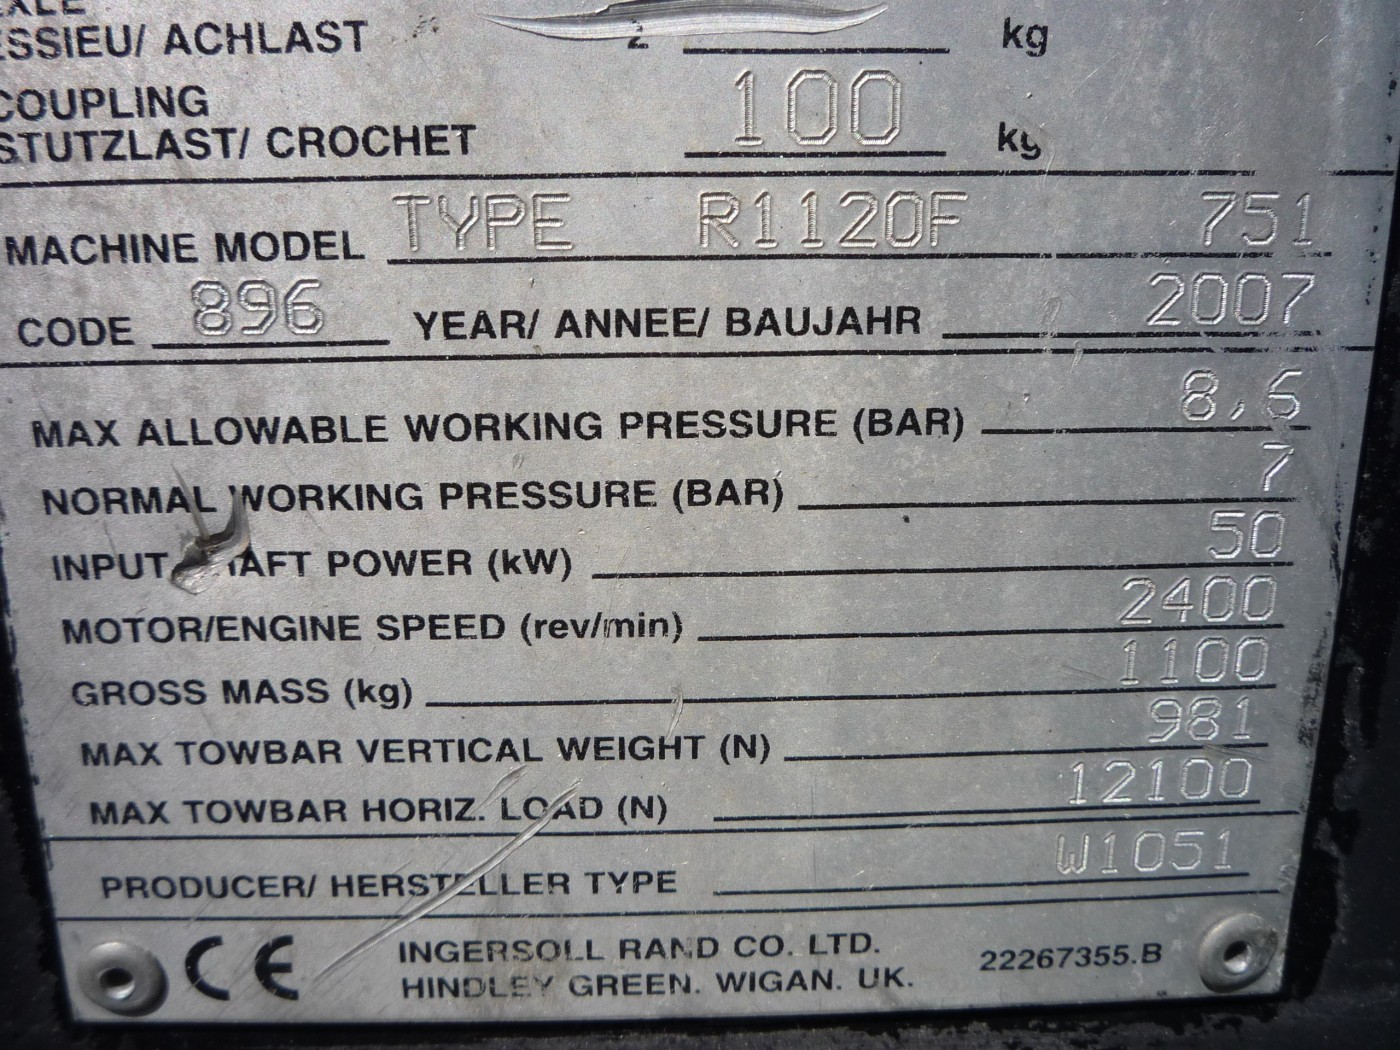 ESSIEU/ ACHLAST 2 kg
COUPLING
STUTZLAST/ CROCHET 100 kg
MACHINE MODEL TYPE R1120F 751
CODE 896 YEAR/ ANNEE/ BAUJAHR 2007
MAX ALLOWABLE WORKING PRESSURE (BAR) 8,6
NORMAL WORKING PRESSURE (BAR) 7
INPUT SHAFT POWER (kW) 50
MOTOR/ENGINE SPEED (rev/min) 2400
GROSS MASS (kg) 1100
MAX TOWBAR VERTICAL WEIGHT (N) 981
MAX TOWBAR HORIZ. LOAD (N) 12100
PRODUCER/ HERSTELLER TYPE W1051
CE INGERSOLL RAND CO. LTD. 22267355.B
HINDLEY GREEN. WIGAN. UK.